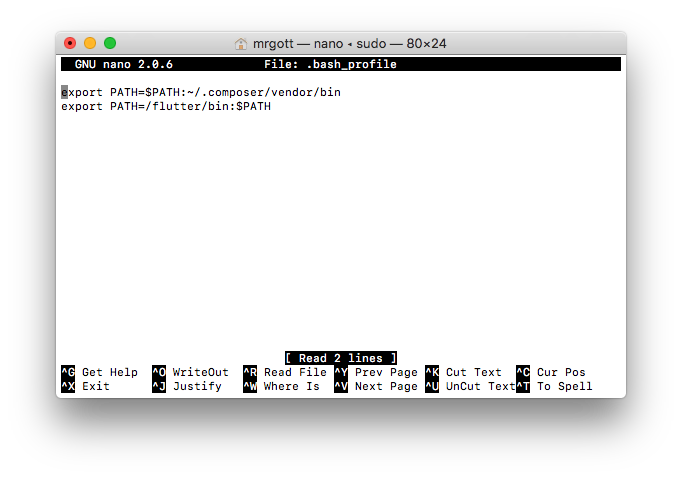 mrgott — nano ◂ sudo — 80×24
GNU nano 2.0.6 File: .bash_profile
export PATH=$PATH:~/.composer/vendor/bin
export PATH=/flutter/bin:$PATH
[ Read 2 lines ]
^G Get Help ^O WriteOut ^R Read File ^Y Prev Page ^K Cut Text ^C Cur Pos
^X Exit ^J Justify ^W Where Is ^V Next Page ^U UnCut Text ^T To Spell